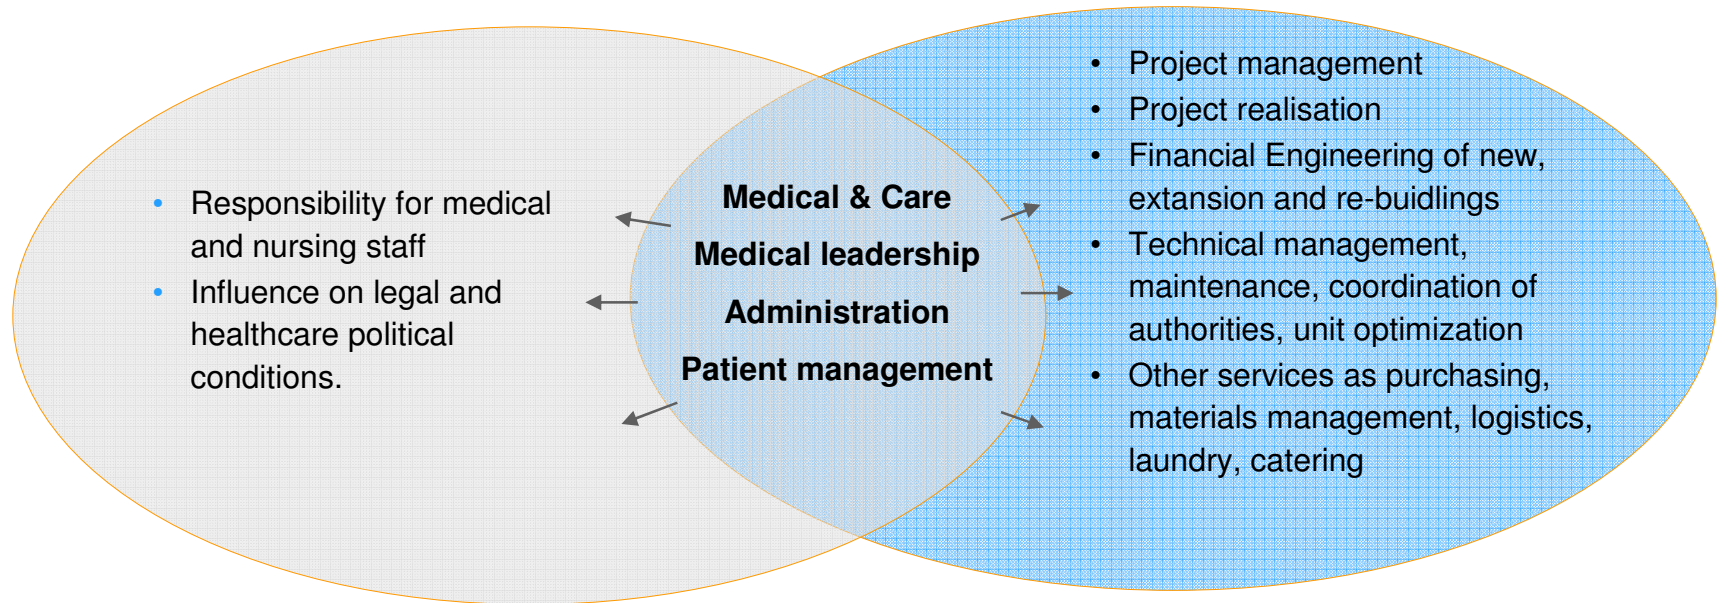 • Responsibility for medical
and nursing staff
• Influence on legal and
healthcare political
conditions.
Medical & Care
Medical leadership
Administration
Patient management
• Project management
• Project realisation
• Financial Engineering of new,
extansion and re-buidlings
• Technical management,
maintenance, coordination of
authorities, unit optimization
• Other services as purchasing,
materials management, logistics,
laundry, catering